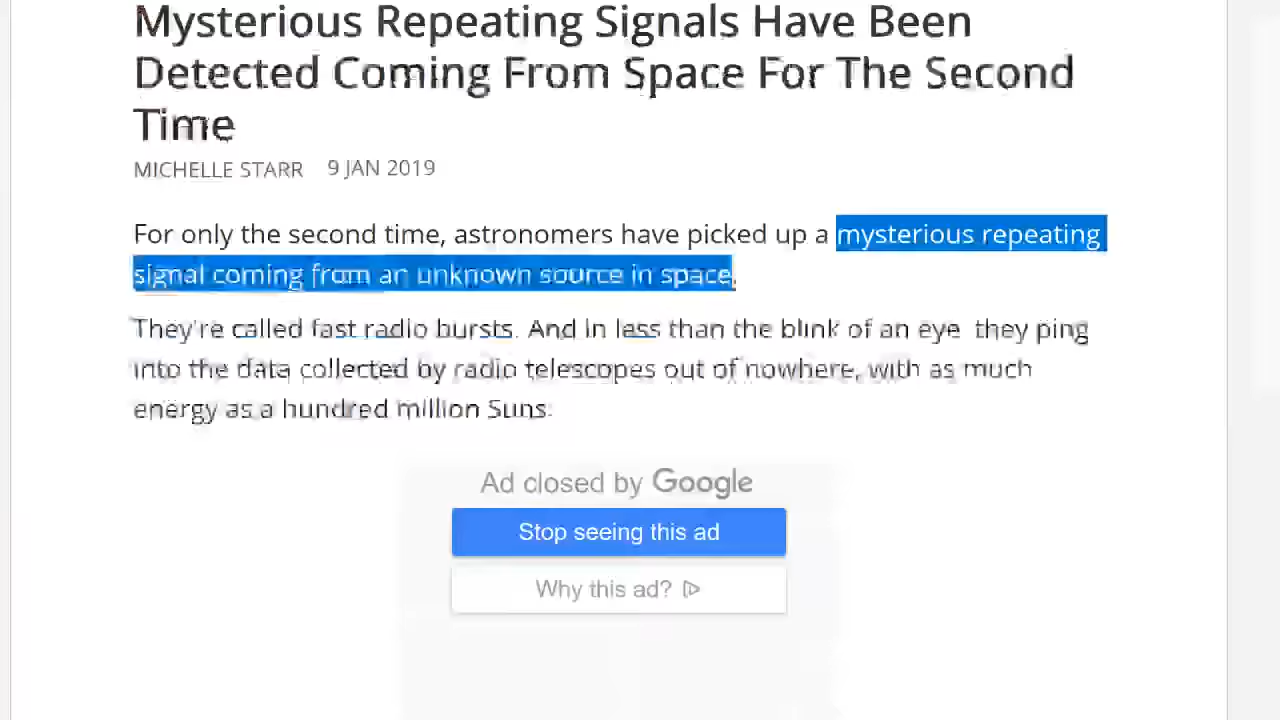 Mysterious Repeating Signals Have Been
Detected Coming From Space For The Second
Time
MICHELLE STARR 9 JAN 2019
For only the second time, astronomers have picked up a mysterious repeating
signal coming from an unknown source in space.
They're called fast radio bursts. And in less than the blink of an eye they ping
into the data collected by radio telescopes out of nowhere, with as much
energy as a hundred million Suns.
Ad closed by Google
Stop seeing this ad
Why this ad?